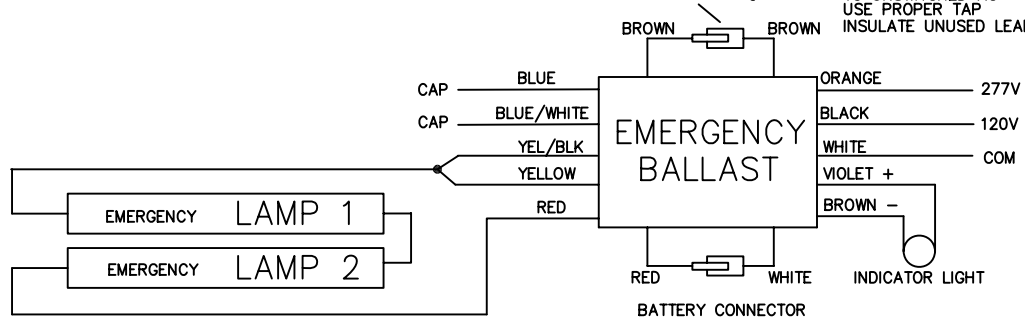 USE PROPER TAP
BROWN
BROWN
INSULATE UNUSED
BLUE
ORANGE
CAP
277V
BLUE/WHITE
BLACK
CAP
120V
EMERGENCY
BALLAST
YEL/BLK
WHITE
COM
YELLOW
VIOLET +
RED
BROWN -
EMERGENCY LAMP 1
EMERGENCY LAMP 2
RED
WHITE
INDICATOR LIGHT
BATTERY CONNECTOR